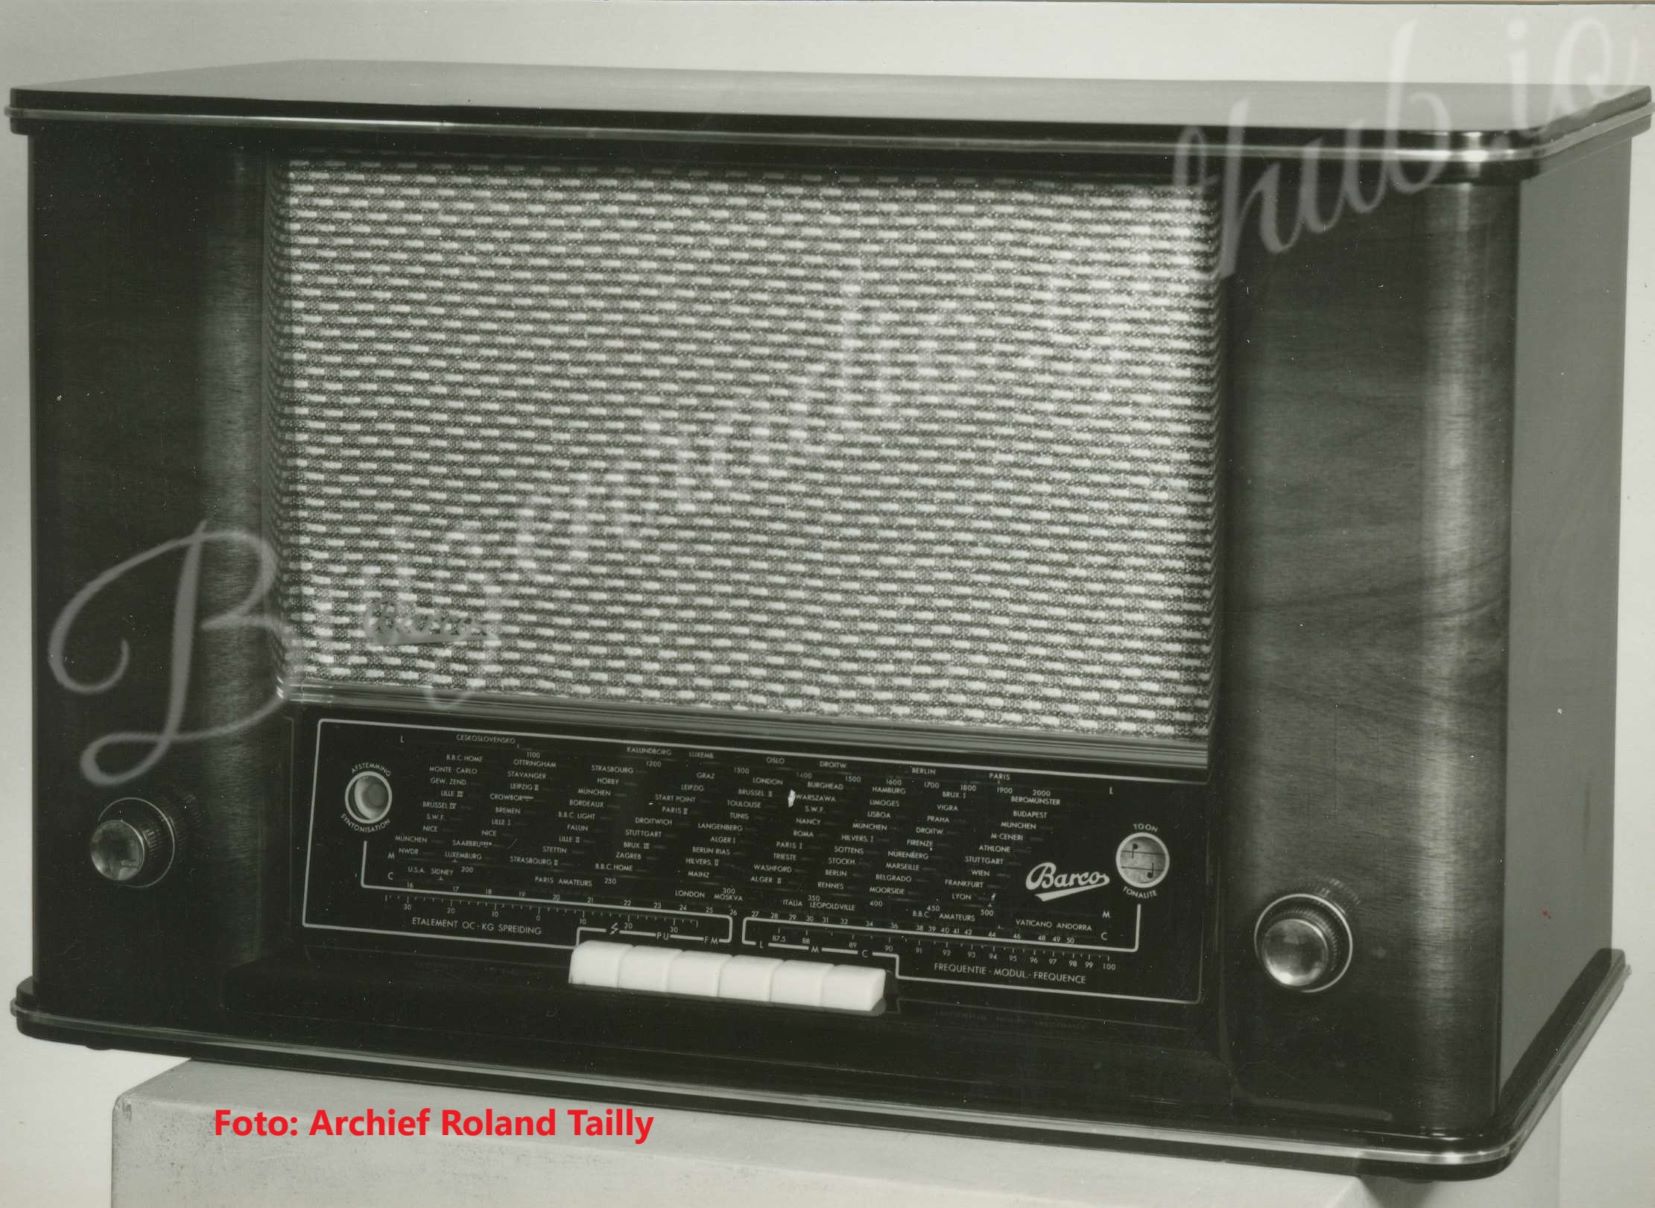 L CESKOSLOVENSKO KALUNDBORG LUXEMB. OSLO DROITW. BERLIN PARIS L
1100 1200 1300 1400 1500 1600 1700 1800 1900 2000
AFSTEMMING
SYNTONISATION
B.B.C. HOME OTTRINGHAM STRASBOURG GRAZ LONDON BURGHEAD HAMBURG BRUX. I BEROMÜNSTER
MONTE-CARLO STAVANGER HÖRBY LEIPZIG BRUSSEL II WARSZAWA LIMOGES VIGRA BUDAPEST
GEW. ZEND. LEIPZIG II MUNCHEN START POINT TOULOUSE S.W.F. LISBOA PRAHA MÜNCHEN
LILLE III BORDEAUX PARIS II TUNIS NANCY MÜNCHEN DROITW. M-CENERI
BRUSSEL IV BREMEN B.B.C. LIGHT DROITWICH LANGENBERG ROMA HILVERS. I FIRENZE ATHLONE
S.W.F. LILLE I FALUN STUTTGART ALGER I PARIS I SOTTENS NÜRENBERG STUTTGART
NICE NICE LILLE II BRUX. III BERLIN RIAS TRIESTE STOCKH. MARSEILLE WIEN
MÜNCHEN STETTIN ZAGREB HILVERS. II WASHFORD BERLIN BELGRADO FRANKFURT
NWDR LUXEMBURG STRASBOURG II B.B.C. HOME MAINZ ALGER II RENNES MOORSIDE LYON
TOON
TONALITE
Barco
M U.S.A. SIDNEY 200 PARIS AMATEURS 250 LONDON 300 MOSKVA ITALIA 350 LEOPOLDVILLE 400 B.B.C. 450 AMATEURS 500 VATICANO ANDORRA M
C 16 17 18 19 20 21 22 23 24 25 26 27 28 29 30 31 32 34 36 38 39 40 41 42 44 46 48 49 50 C
30 20 10 0 10 20 30
87,5 88 89 90 91 92 93 94 95 96 97 98 99 100
ETALEMENT OC - KG SPREIDING
PU FM L M C
FREQUENTIE - MODUL. - FREQUENCE
Foto: Archief Roland Tailly